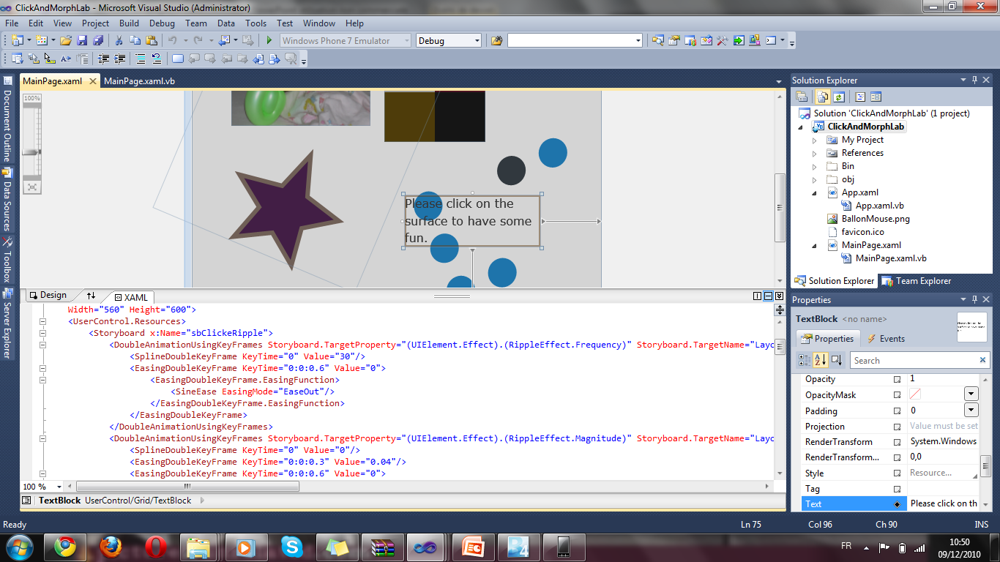 ClickAndMorphLab - Microsoft Visual Studio (Administrator)
File Edit View Project Build Debug Team Data Tools Test Window Help
Windows Phone 7 Emulator Debug
MainPage.xaml MainPage.xaml.vb
Document Outline
Data Sources
Toolbox
Server Explorer
100%
Please click on the
surface to have some
fun.
Design XAML
Width="560" Height="600">
<UserControl.Resources>
<Storyboard x:Name="sbClickeRipple">
<DoubleAnimationUsingKeyFrames Storyboard.TargetProperty="(UIElement.Effect).(RippleEffect.Frequency)" Storyboard.TargetName="Layo
<SplineDoubleKeyFrame KeyTime="0" Value="30"/>
<EasingDoubleKeyFrame KeyTime="0:0:0.6" Value="0">
<EasingDoubleKeyFrame.EasingFunction>
<SineEase EasingMode="EaseOut"/>
</EasingDoubleKeyFrame.EasingFunction>
</EasingDoubleKeyFrame>
</DoubleAnimationUsingKeyFrames>
<DoubleAnimationUsingKeyFrames Storyboard.TargetProperty="(UIElement.Effect).(RippleEffect.Magnitude)" Storyboard.TargetName="Layo
<SplineDoubleKeyFrame KeyTime="0" Value="0"/>
<EasingDoubleKeyFrame KeyTime="0:0:0.3" Value="0.04"/>
<EasingDoubleKeyFrame KeyTime="0:0:0.6" Value="0">
100 %
TextBlock UserControl/Grid/TextBlock
Solution Explorer
Solution 'ClickAndMorphLab' (1 project)
ClickAndMorphLab
My Project
References
Bin
obj
App.xaml
App.xaml.vb
BallonMouse.png
favicon.ico
MainPage.xaml
MainPage.xaml.vb
Solution Explorer Team Explorer
Properties
TextBlock <no name>
Properties Events
Search
Opacity 1
OpacityMask
Padding 0
Projection Value must be set
RenderTransform System.Windows
RenderTransform... 0,0
Style Resource...
Tag
Text Please click on th
Ready Ln 75 Col 96 Ch 90 INS
FR 10:50
09/12/2010